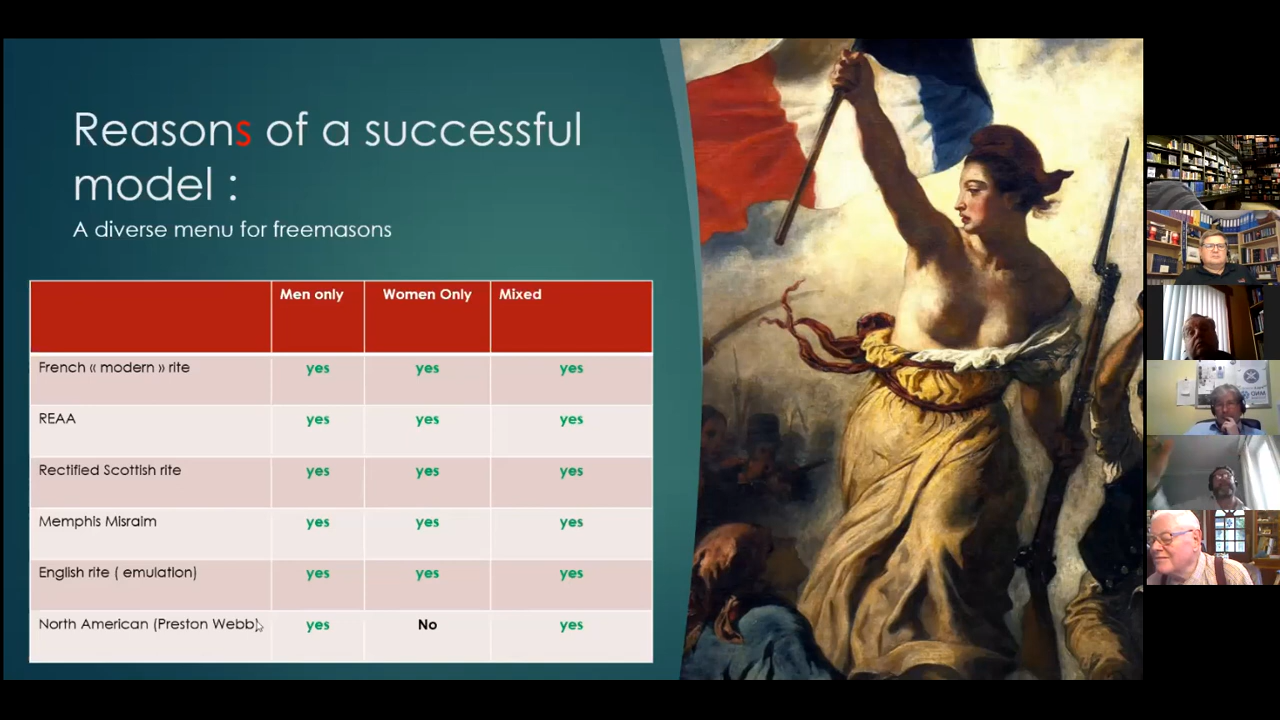 Reasons of a successful
model :
A diverse menu for freemasons
Men only Women Only Mixed
French « modern » rite yes yes yes
REAA yes yes yes
Rectified Scottish rite yes yes yes
Memphis Misraim yes yes yes
English rite ( emulation) yes yes yes
North American (Preston Webb) yes No yes